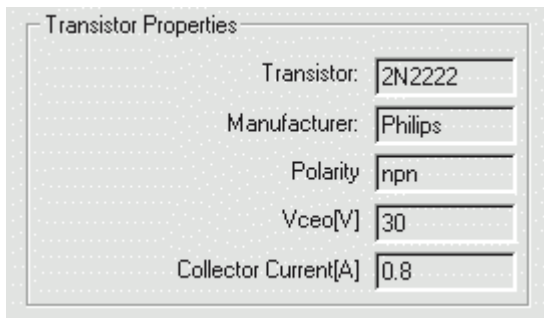 Transistor Properties
Transistor: 2N2222
Manufacturer: Philips
Polarity npn
Vceo[V] 30
Collector Current[A] 0.8